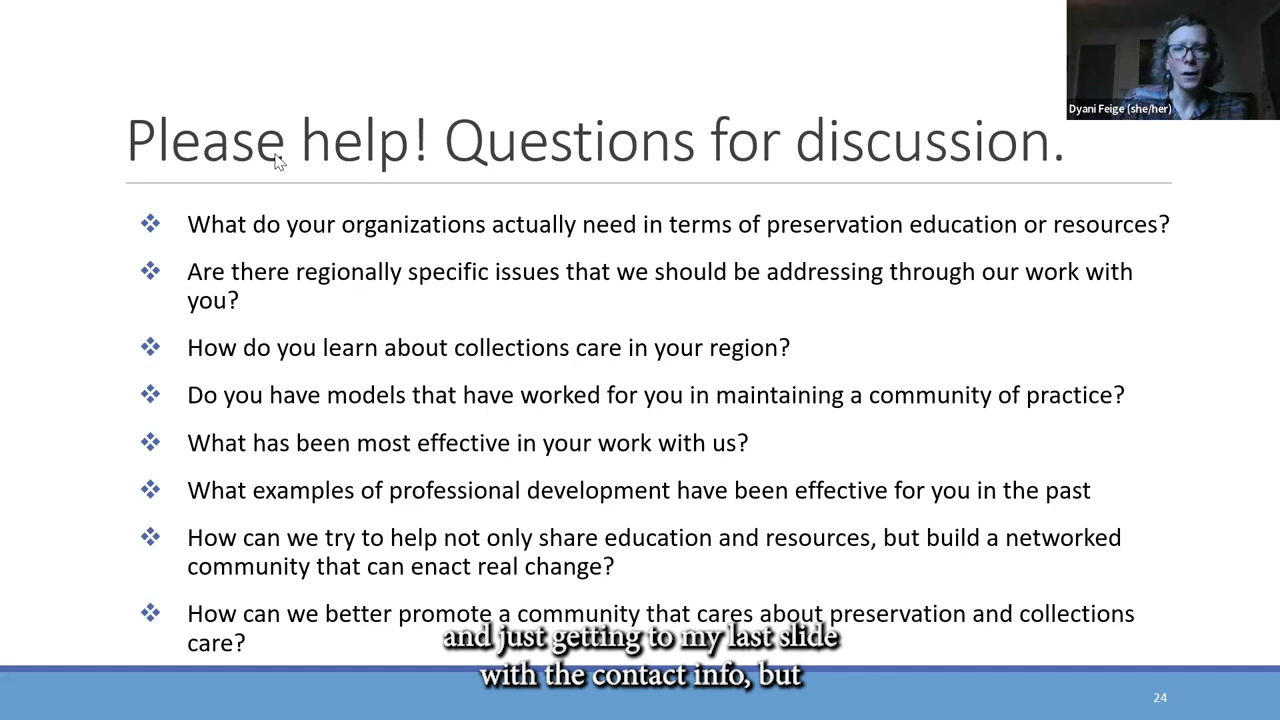 Dyani Feige (she/her)
Please help! Questions for discussion.
What do your organizations actually need in terms of preservation education or resources?
Are there regionally specific issues that we should be addressing through our work with
you?
How do you learn about collections care in your region?
Do you have models that have worked for you in maintaining a community of practice?
What has been most effective in your work with us?
What examples of professional development have been effective for you in the past
How can we try to help not only share education and resources, but build a networked
community that can enact real change?
How can we better promote a community that cares about preservation and collections
care?
and just getting to my last slide
with the contact info, but
24